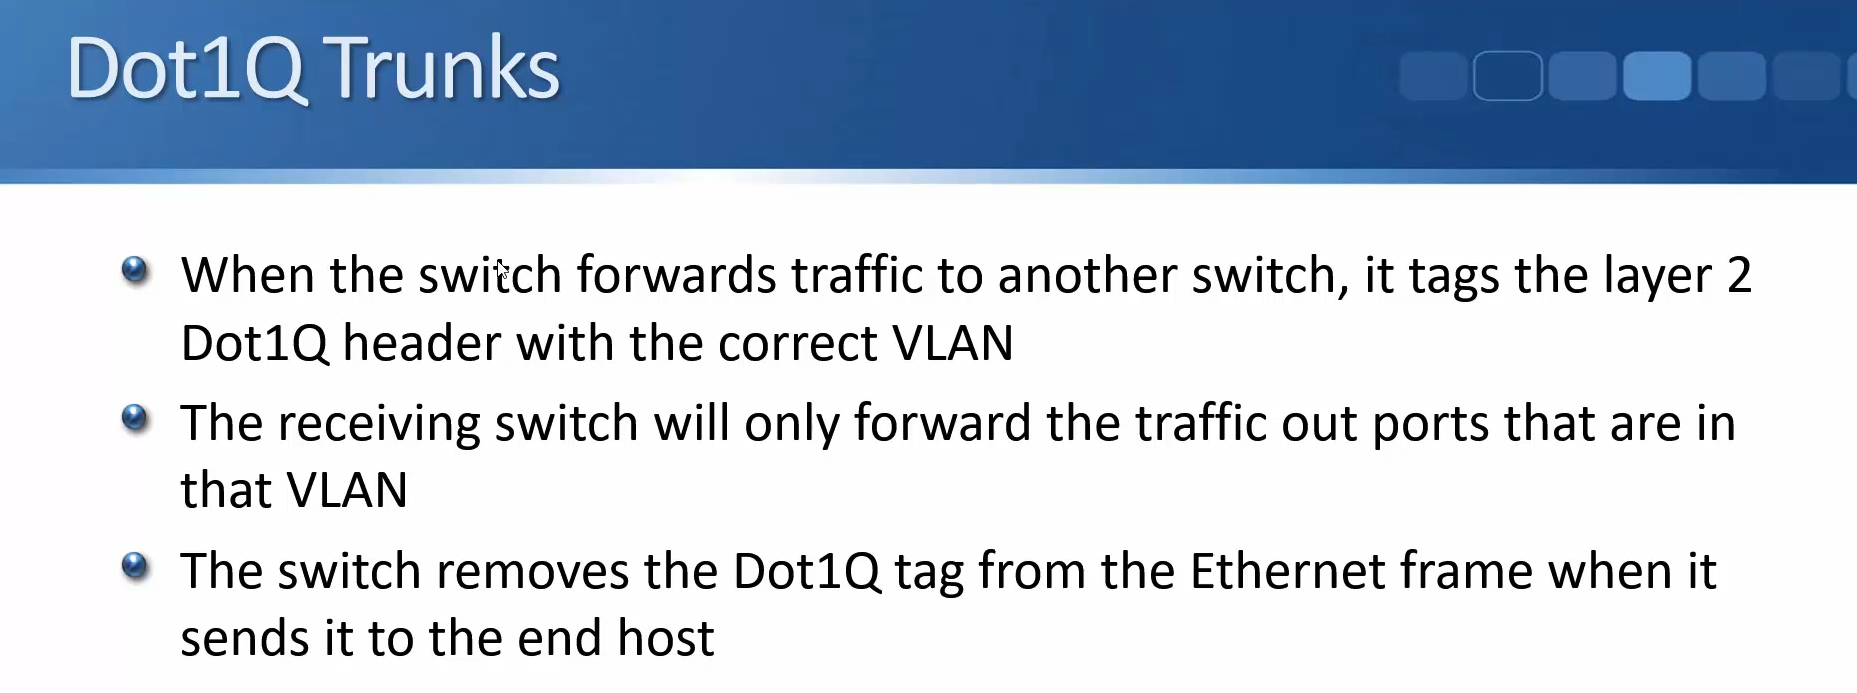 Dot1Q Trunks
When the switch forwards traffic to another switch, it tags the layer 2
Dot1Q header with the correct VLAN
The receiving switch will only forward the traffic out ports that are in
that VLAN
The switch removes the Dot1Q tag from the Ethernet frame when it
sends it to the end host